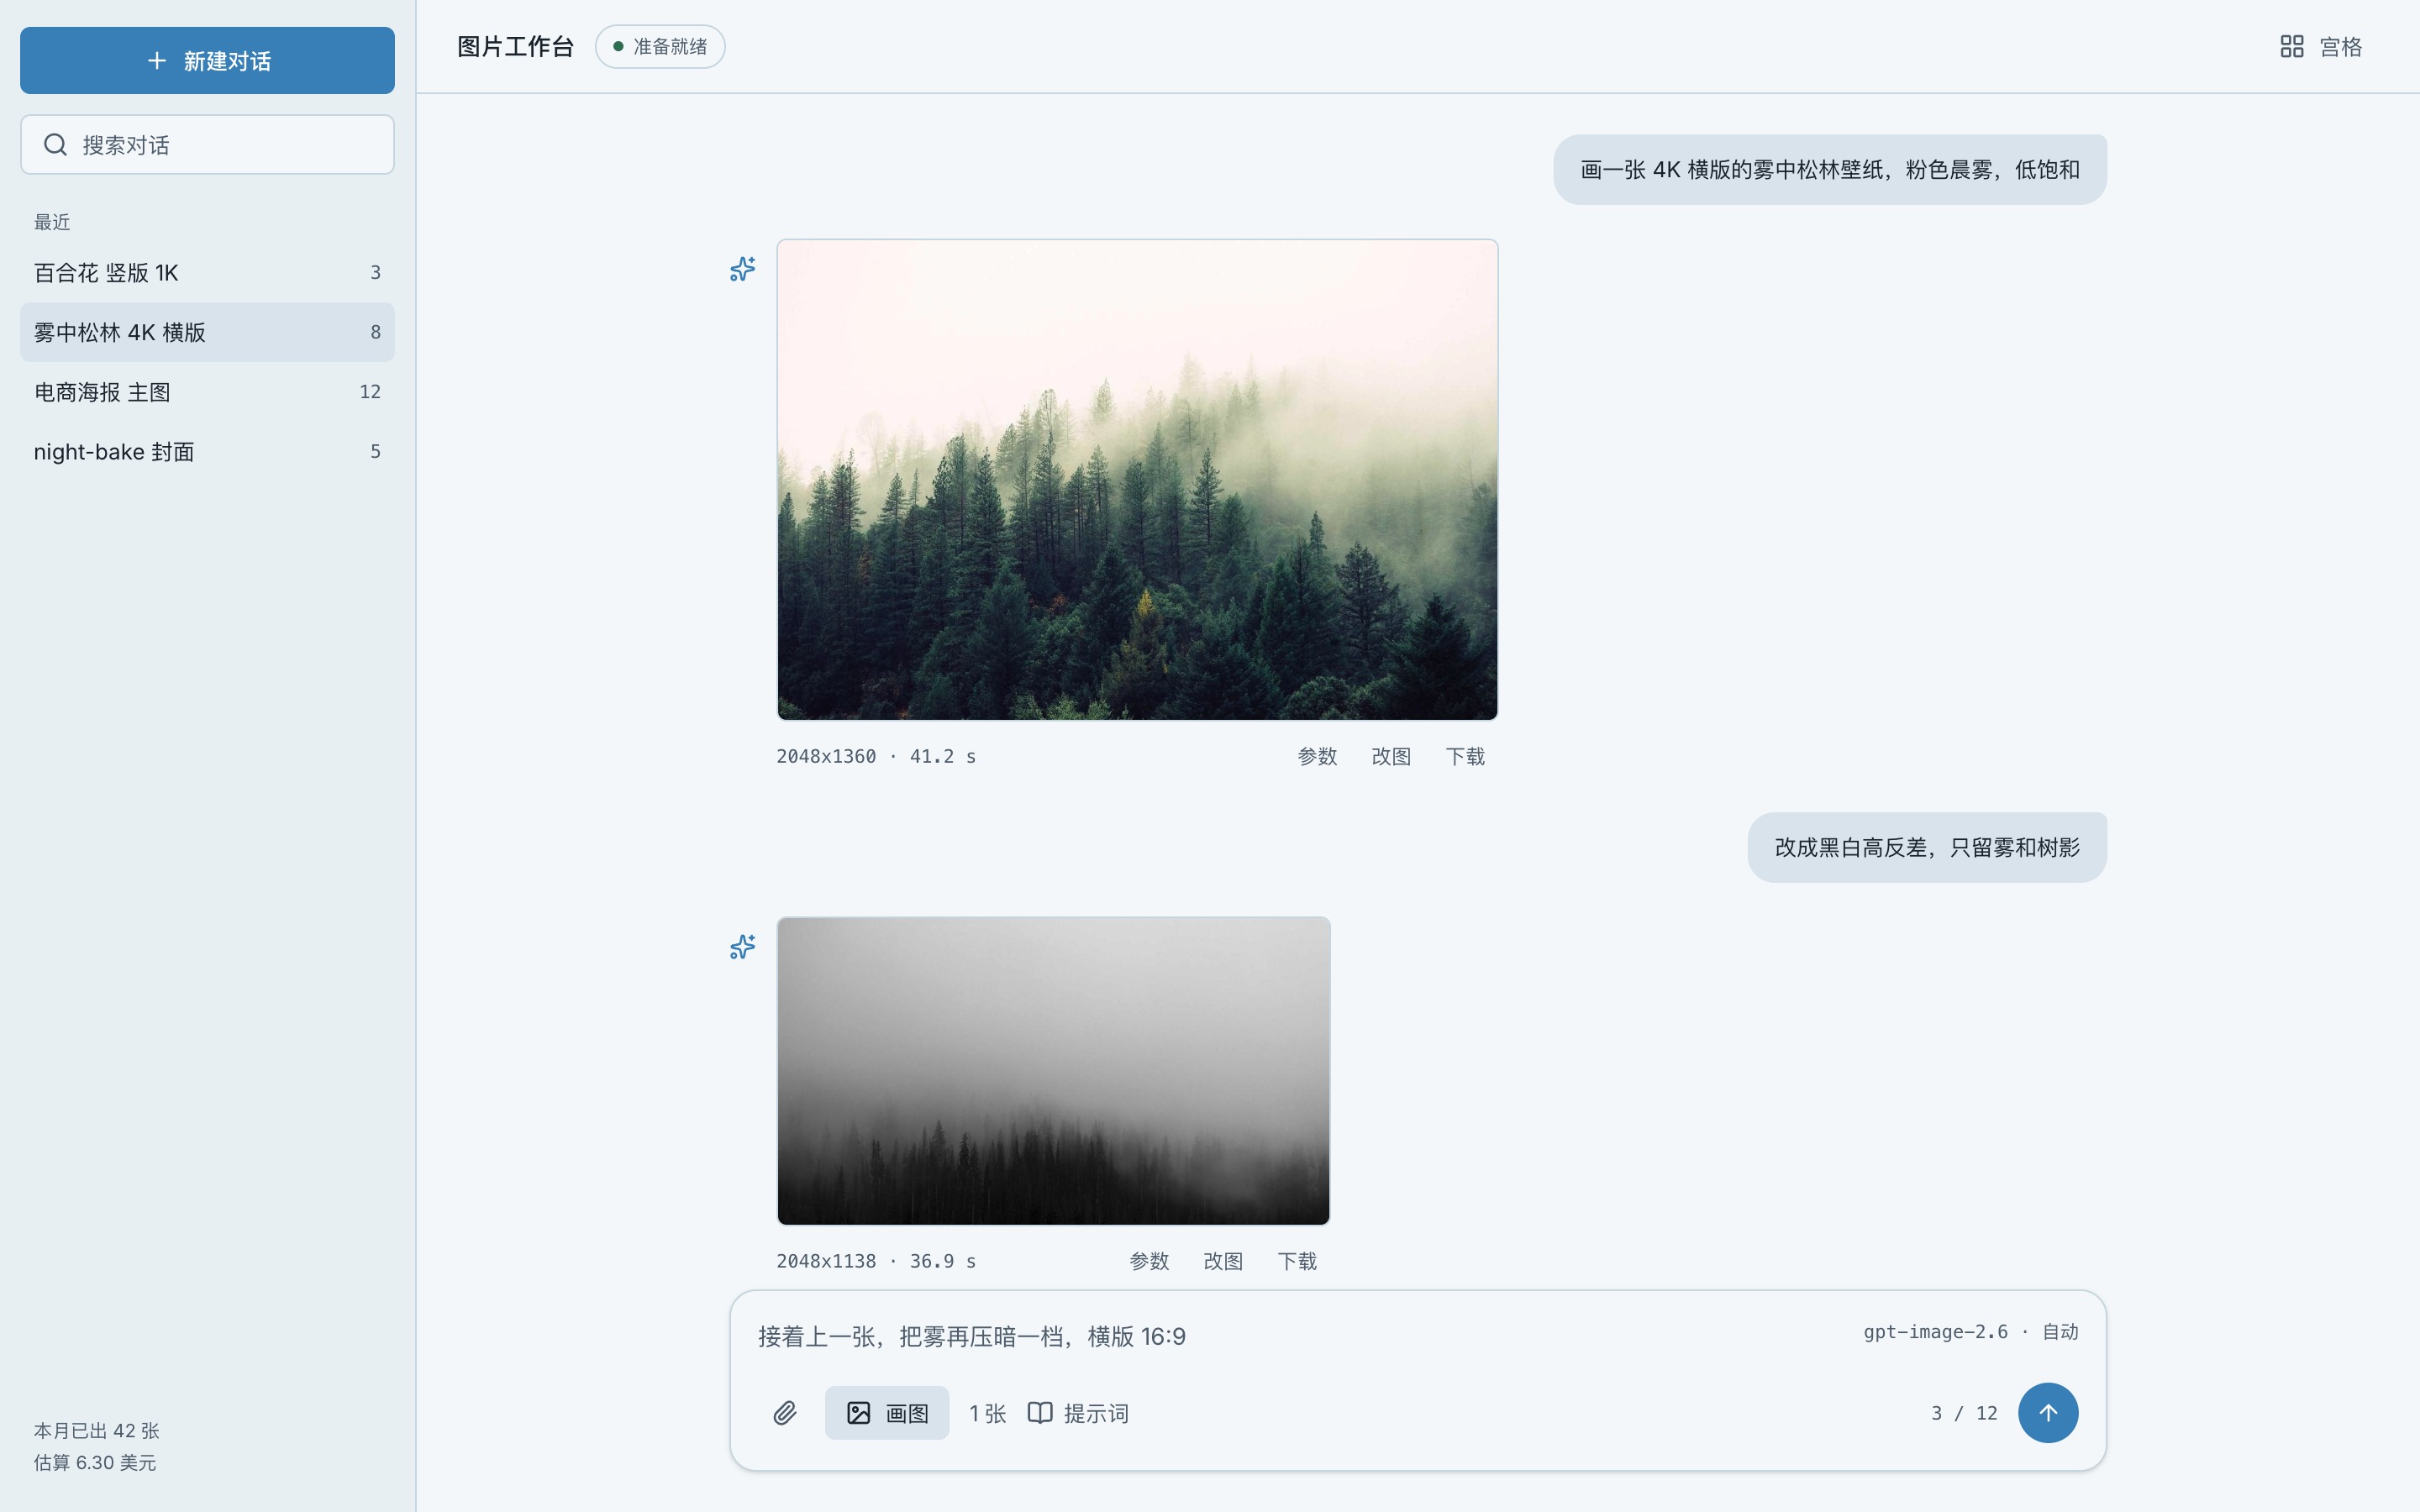 新建对话
搜索对话
最近
百合花 竖版 1K 3
雾中松林 4K 横版 8
电商海报 主图 12
night-bake 封面 5
本月已出 42 张
估算 6.30 美元
图片工作台 准备就绪 宫格
画一张 4K 横版的雾中松林壁纸，粉色晨雾，低饱和
2048x1360 · 41.2 s 参数 改图 下载
改成黑白高反差，只留雾和树影
2048x1138 · 36.9 s 参数 改图 下载
接着上一张，把雾再压暗一档，横版 16:9 gpt-image-2.6 · 自动
画图 1 张 提示词 3 / 12